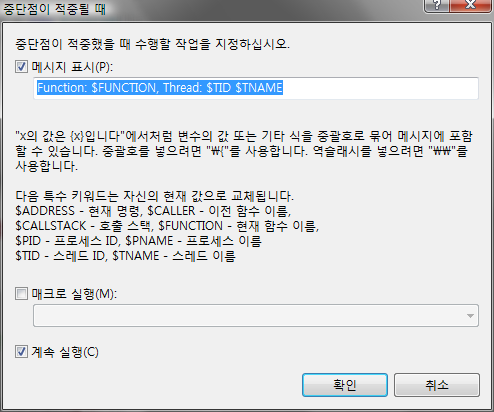 중단점이 적중될 때
중단점이 적중했을 때 수행할 작업을 지정하십시오.
메시지 표시(P):
Function: $FUNCTION, Thread: $TID $TNAME
"x의 값은 {x}입니다"에서처럼 변수의 값 또는 기타 식을 중괄호로 묶어 메시지에 포함
할 수 있습니다. 중괄호를 넣으려면 "₩{"를 사용합니다. 역슬래시를 넣으려면 "₩₩"를
사용합니다.
다음 특수 키워드는 자신의 현재 값으로 교체됩니다.
$ADDRESS - 현재 명령, $CALLER - 이전 함수 이름,
$CALLSTACK - 호출 스택, $FUNCTION - 현재 함수 이름,
$PID - 프로세스 ID, $PNAME - 프로세스 이름
$TID - 스레드 ID, $TNAME - 스레드 이름
매크로 실행(M):
계속 실행(C)
확인
취소